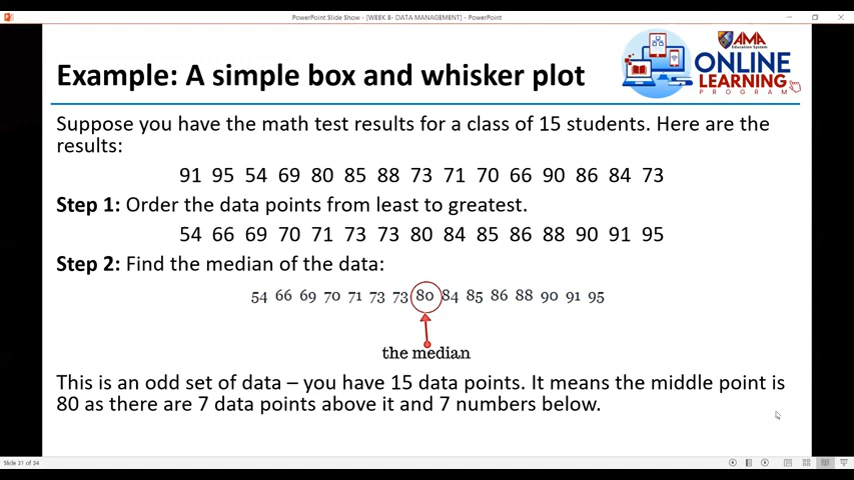 PowerPoint Slide Show - [WEEK 8- DATA MANAGEMENT] - PowerPoint
AMA
Education System
ONLINE
LEARNING
PROGRAM
Example: A simple box and whisker plot
Suppose you have the math test results for a class of 15 students. Here are the
results:
91 95 54 69 80 85 88 73 71 70 66 90 86 84 73
Step 1: Order the data points from least to greatest.
54 66 69 70 71 73 73 80 84 85 86 88 90 91 95
Step 2: Find the median of the data:
54 66 69 70 71 73 73 80 84 85 86 88 90 91 95
the median
This is an odd set of data – you have 15 data points. It means the middle point is
80 as there are 7 data points above it and 7 numbers below.
Slide 31 of 34